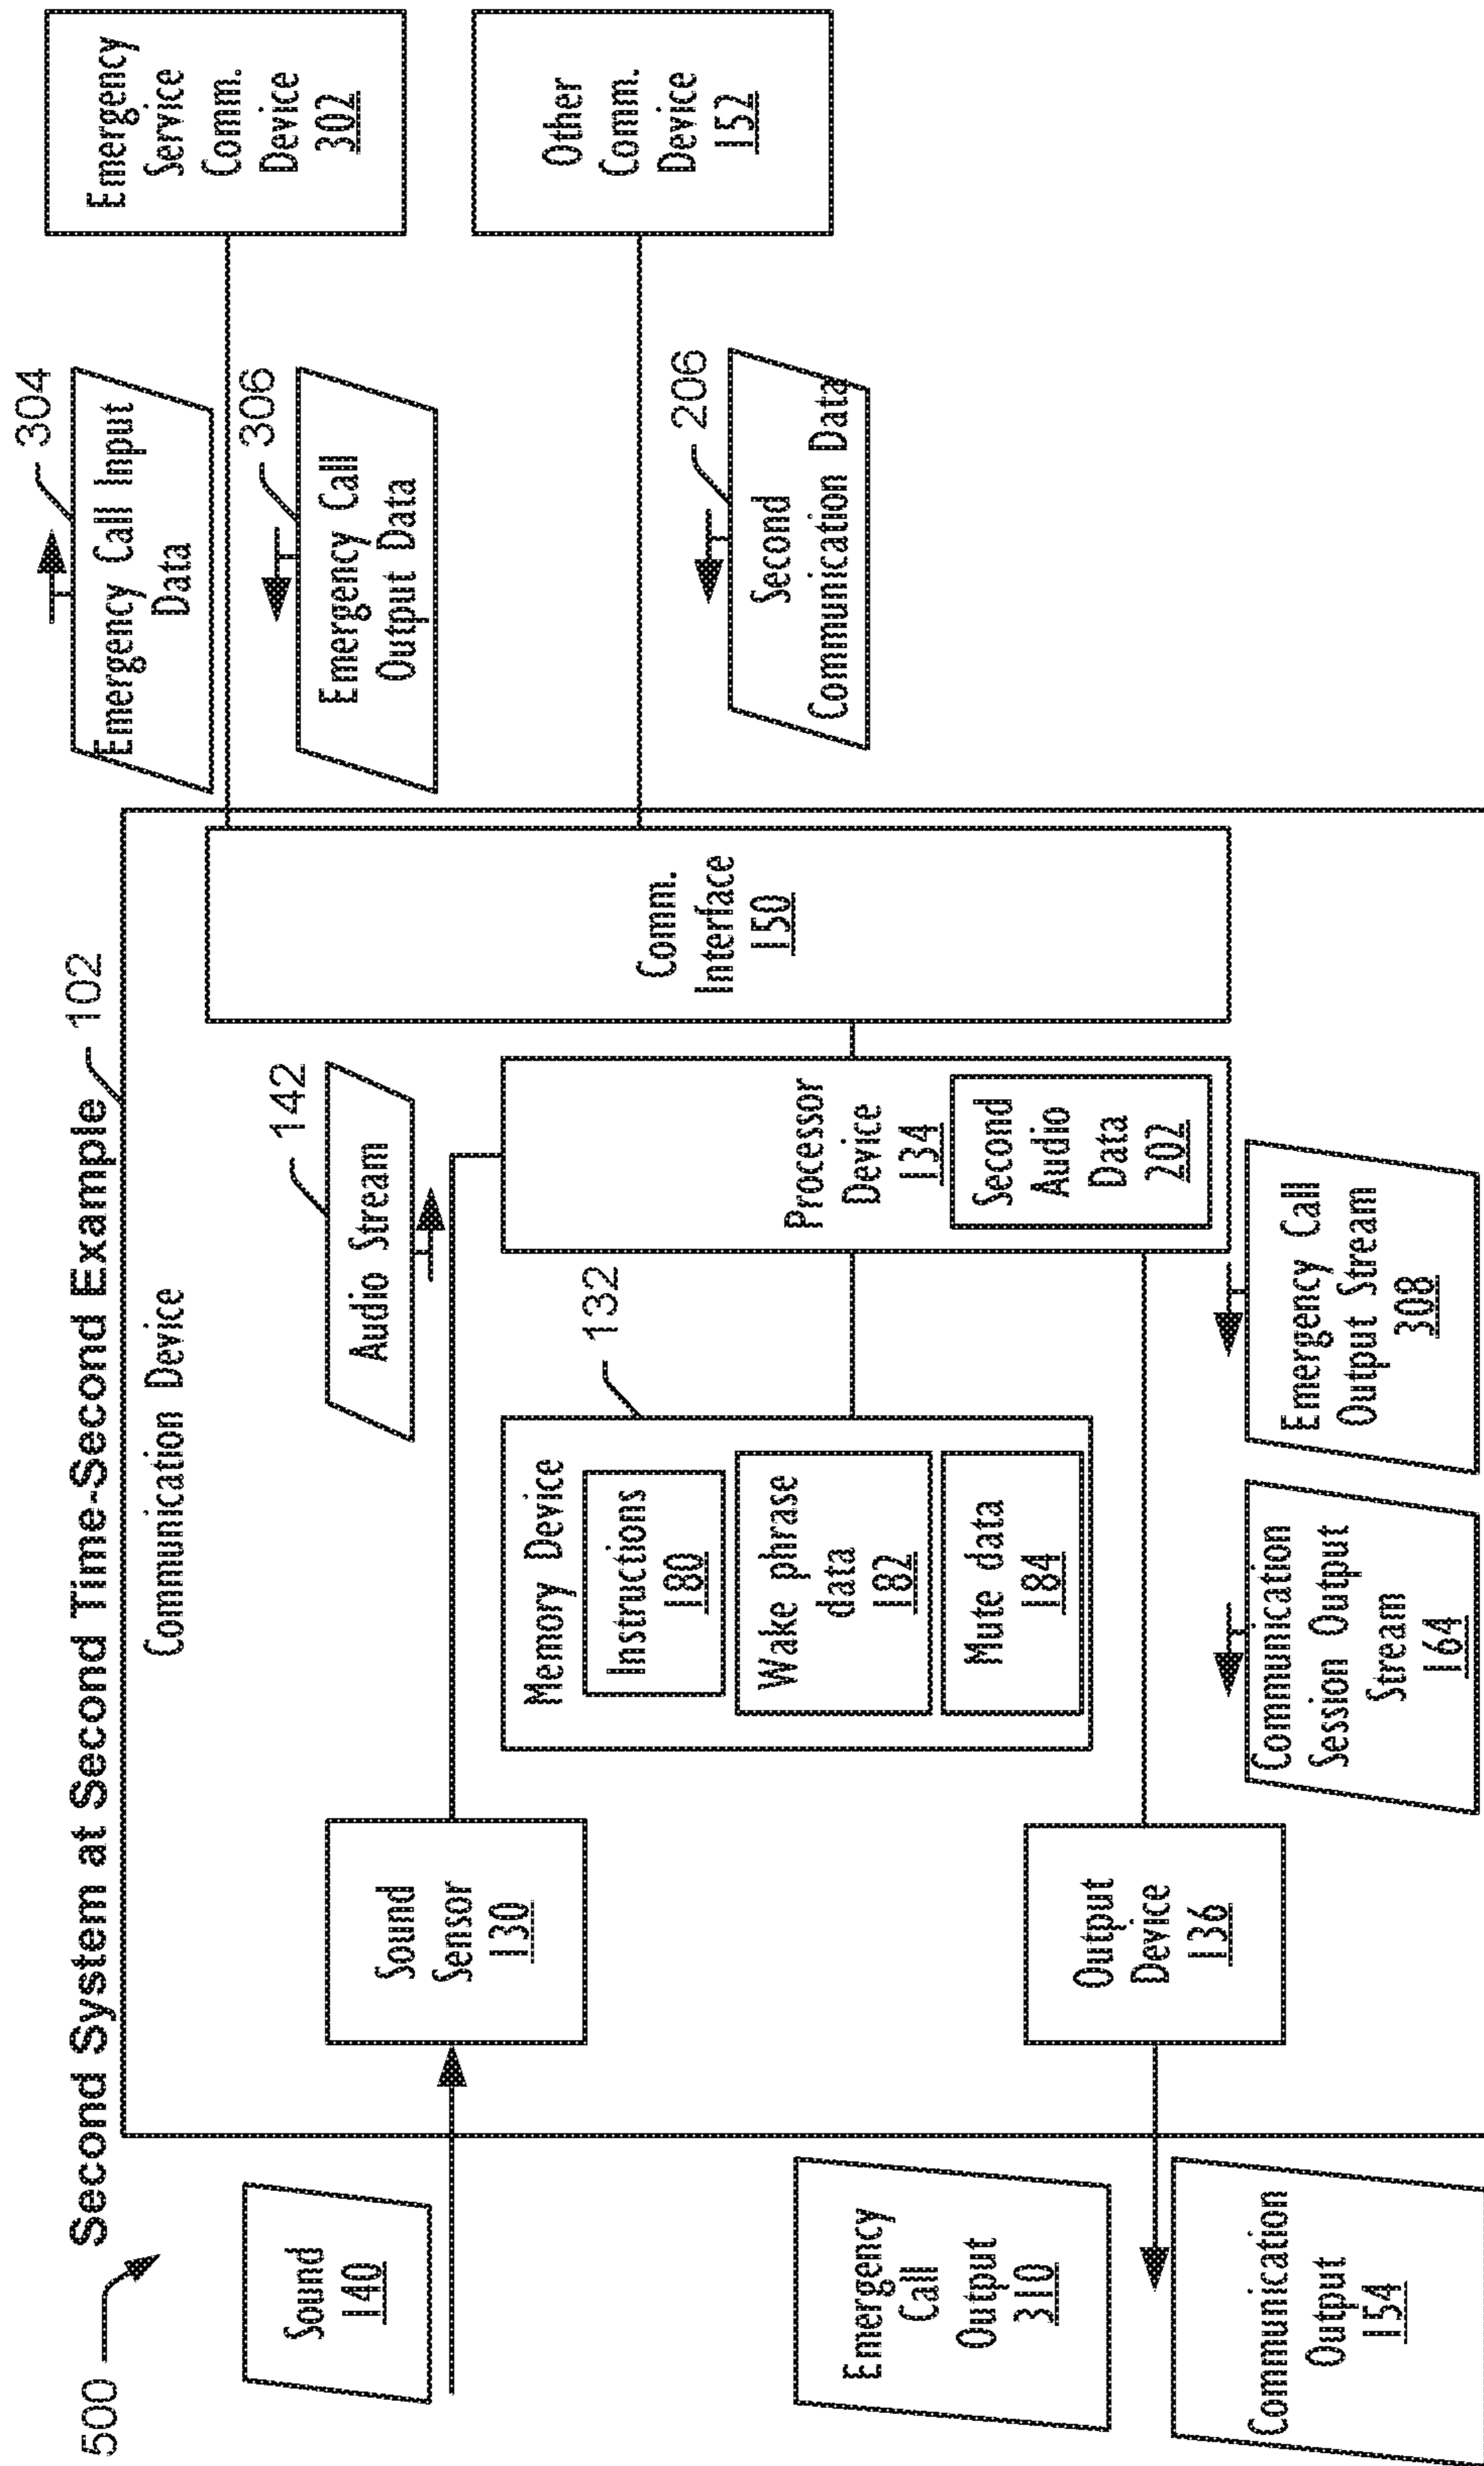 500
Second System at Second Time-Second Example
102
Communication Device
Sound
140
Sound
Sensor
130
Audio Stream
142
Memory Device
132
Instructions
180
Wake phrase
data
182
Mute data
184
Processor
Device
134
Second
Audio
Data
202
Comm.
Interface
150
Emergency Call Input
Data
304
Emergency Call
Output Data
306
Second
Communication Data
206
Emergency
Service
Comm.
Device
302
Other
Comm.
Device
152
Emergency
Call
Output
310
Communication
Output
154
Output
Device
136
Communication
Session Output
Stream
164
Emergency Call
Output Stream
308